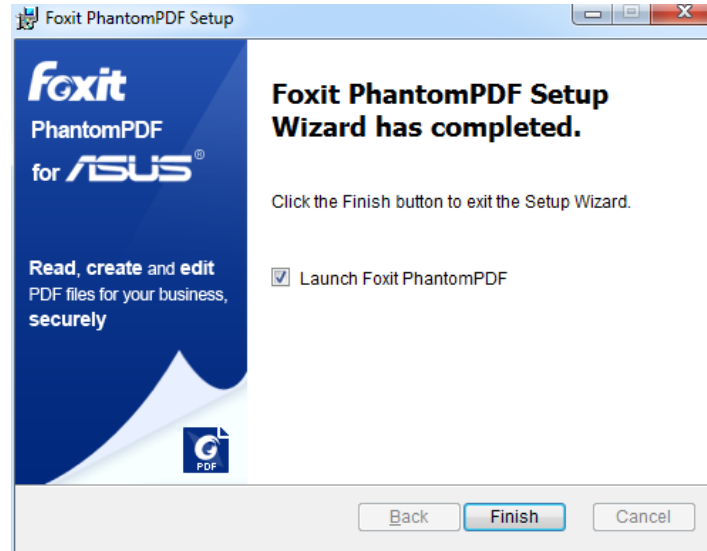 Foxit PhantomPDF Setup
Foxit
PhantomPDF
for ASUS®
Read, create and edit
PDF files for your business,
securely
PDF
Foxit PhantomPDF Setup
Wizard has completed.
Click the Finish button to exit the Setup Wizard.
Launch Foxit PhantomPDF
Back
Finish
Cancel